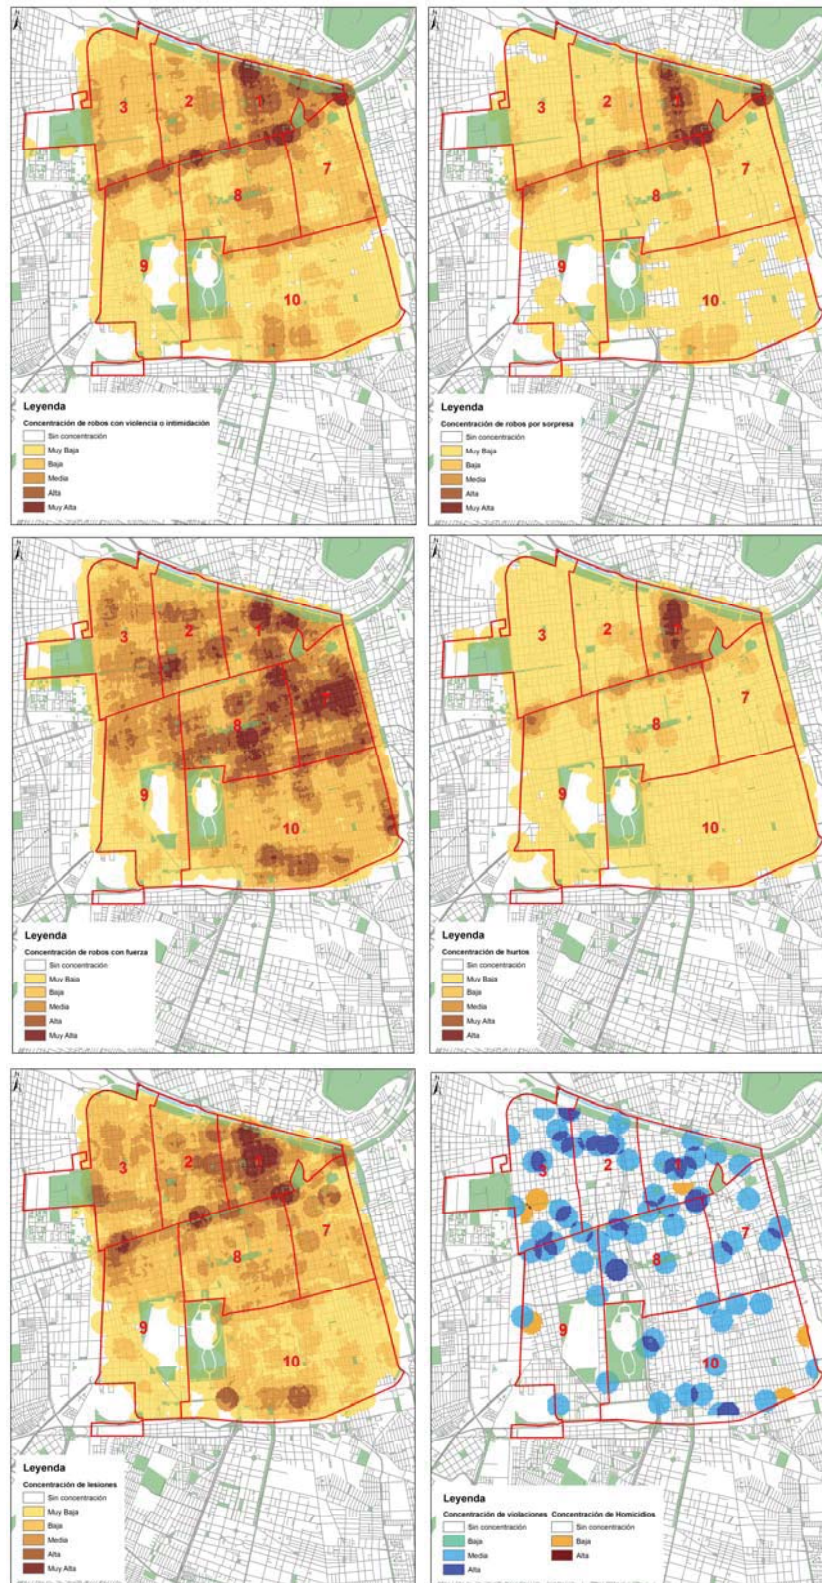 N
3
2
1
7
8
9
10
Leyenda
Concentración de robos con violencia o intimidación
Sin concentración
Muy Baja
Baja
Media
Alta
Muy Alta
N
3
2
1
7
8
9
10
Leyenda
Concentración de robos por sorpresa
Sin concentración
Muy Baja
Baja
Media
Alta
Muy Alta
N
3
2
1
7
8
9
10
Leyenda
Concentración de robos con fuerza
Sin concentración
Muy Baja
Baja
Media
Alta
Muy Alta
N
3
2
1
7
8
9
10
Leyenda
Concentración de hurtos
Sin concentración
Muy Baja
Baja
Media
Muy Alta
Alta
N
3
2
1
7
8
9
10
Leyenda
Concentración de lesiones
Sin concentración
Muy Baja
Baja
Media
Alta
Muy Alta
N
3
2
1
7
8
9
10
Leyenda
Concentración de violaciones Concentración de Homicidios
Sin concentración Sin concentración
Baja Baja
Media Alta
Alta